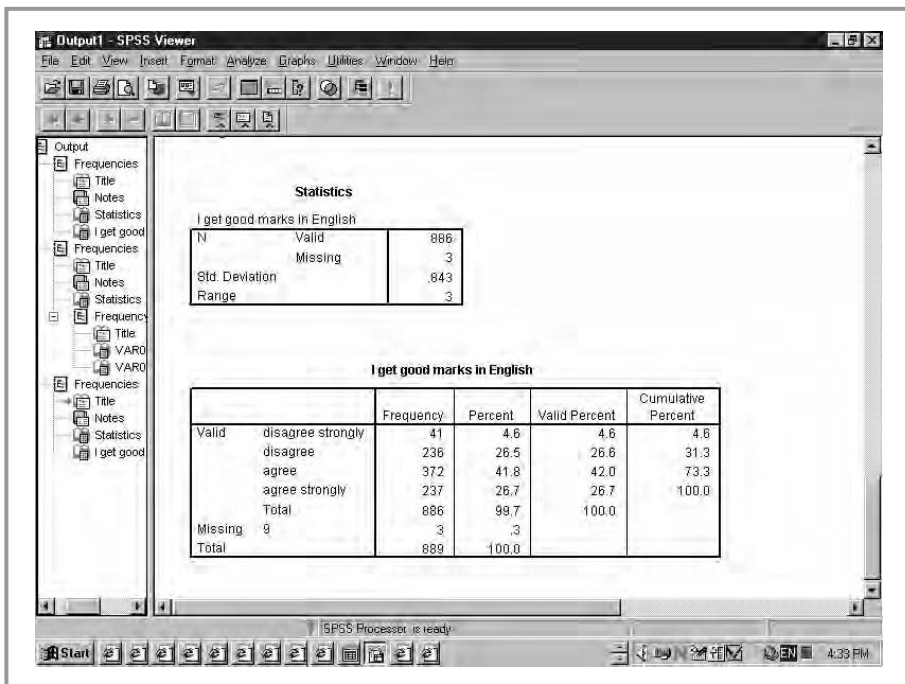 Output1 - SPSS Viewer
File Edit View Insert Format Analyze Graphs Utilities Window Help
Output
Frequencies
Title
Notes
Statistics
I get good
Frequencies
Title
Notes
Statistics
Frequency
Title
VAR0
VAR0
Frequencies
Title
Notes
Statistics
I get good
Statistics
I get good marks in English
N Valid 886
Missing 3
Std. Deviation .843
Range 3
I get good marks in English
Frequency Percent Valid Percent Cumulative Percent
Valid disagree strongly 41 4.6 4.6 4.6
disagree 236 26.5 26.6 31.3
agree 372 41.8 42.0 73.3
agree strongly 237 26.7 26.7 100.0
Total 886 99.7 100.0
Missing 9 3 .3
Total 889 100.0
SPSS Processor is ready
Start EN 4:33 PM